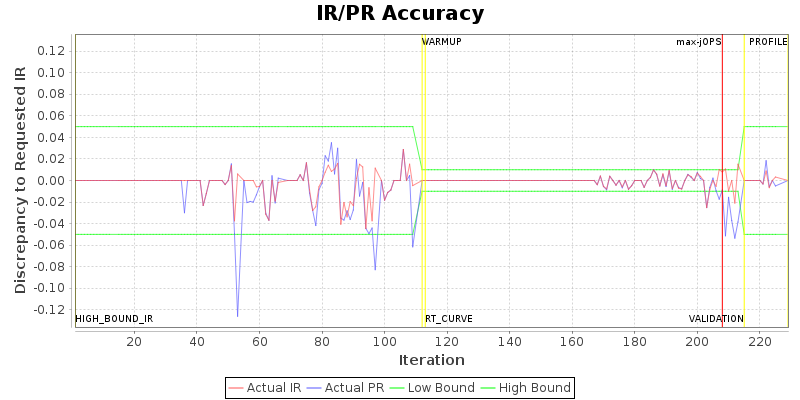 IR/PR Accuracy
WARMUP
max-jOPS
PROFILE
Discrepancy to Requested IR
0.12
0.10
0.08
0.06
0.04
0.02
0.00
-0.02
-0.04
-0.06
-0.08
-0.10
-0.12
HIGH_BOUND_IR
RT_CURVE
VALIDATION
20 40 60 80 100 120 140 160 180 200 220
Iteration
Actual IR Actual PR Low Bound High Bound